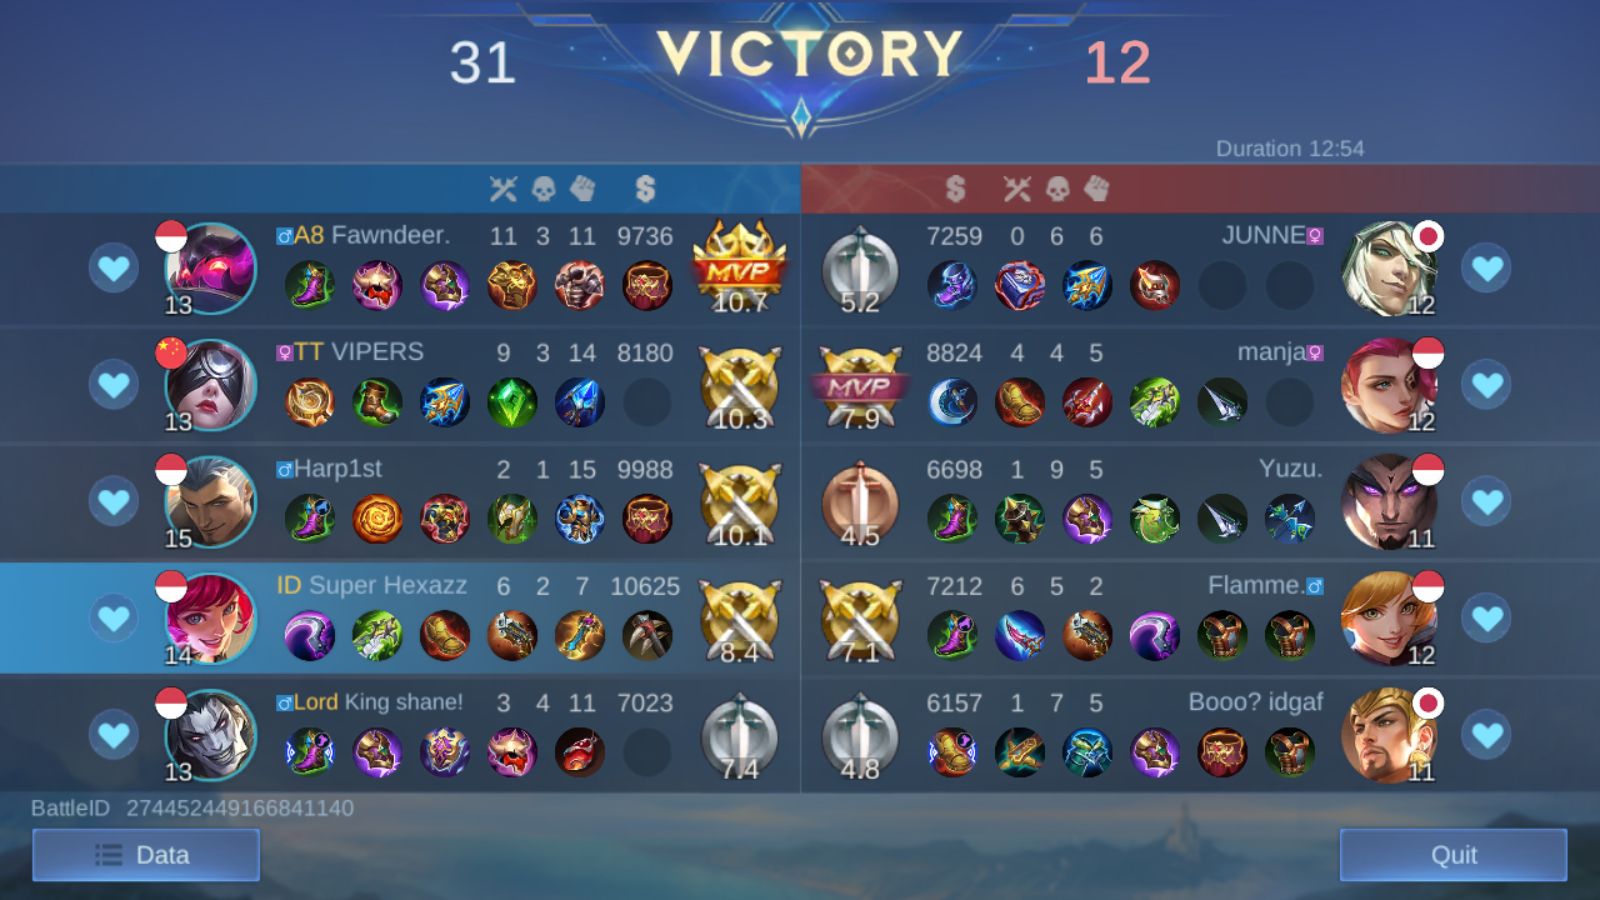 31 VICTORY 12
Duration 12:54
A8 Fawndeer. 11 3 11 9736
13 MVP 10.7
7259 0 6 6 JUNNE
5.2 12
TT VIPERS 9 3 14 8180
13 10.3
8824 4 4 5 manja
MVP 7.9 12
Harp1st 2 1 15 9988
15 10.1
6698 1 9 5 Yuzu.
4.5 11
ID Super Hexazz 6 2 7 10625
14 8.4
7212 6 5 2 Flamme.
7.1 12
Lord King shane! 3 4 11 7023
13 7.4
6157 1 7 5 Booo? idgaf
4.8 11
BattleID 274452449166841140
Data
Quit